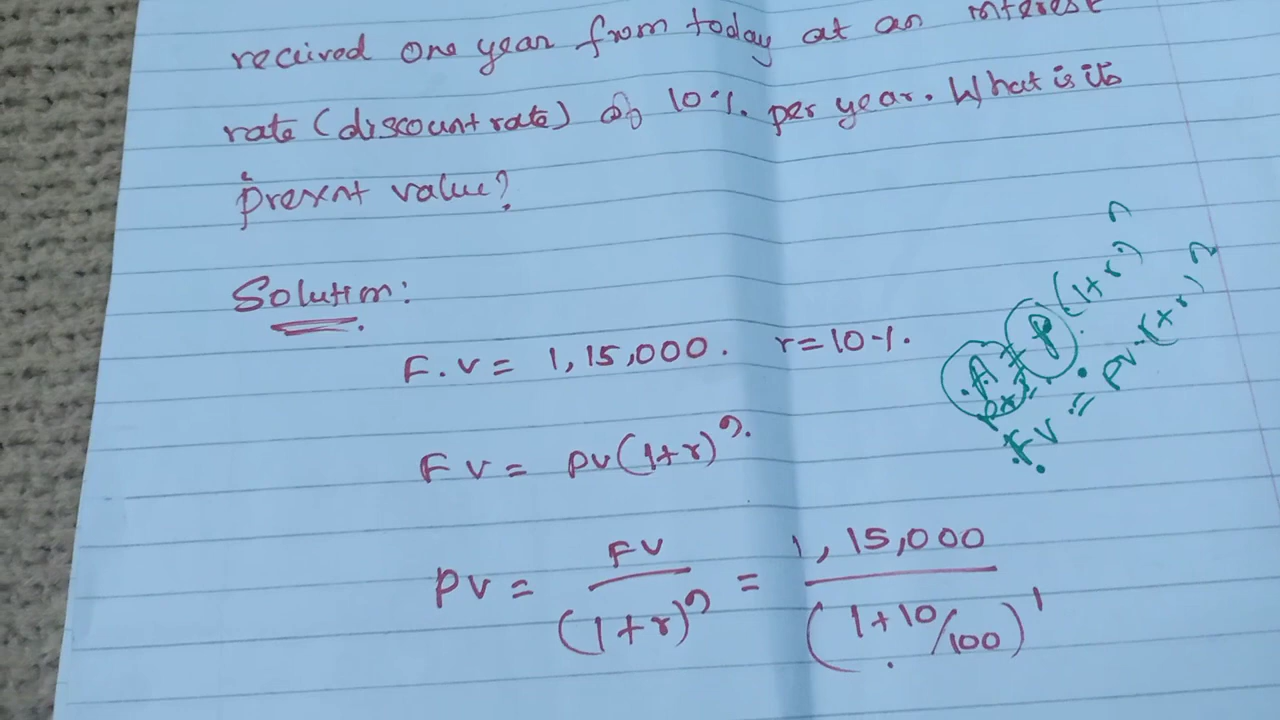 received one year from today at an interest
rate (discount rate) of 10%. per year. What is its
present value?
Solution:
F.V = 1,15,000. r = 10%.
A = P (1+r)^n
FV = PV (1+r)^n
FV = PV (1+r)^n.
PV = FV / (1+r)^n = 1,15,000 / (1+10/100)^1